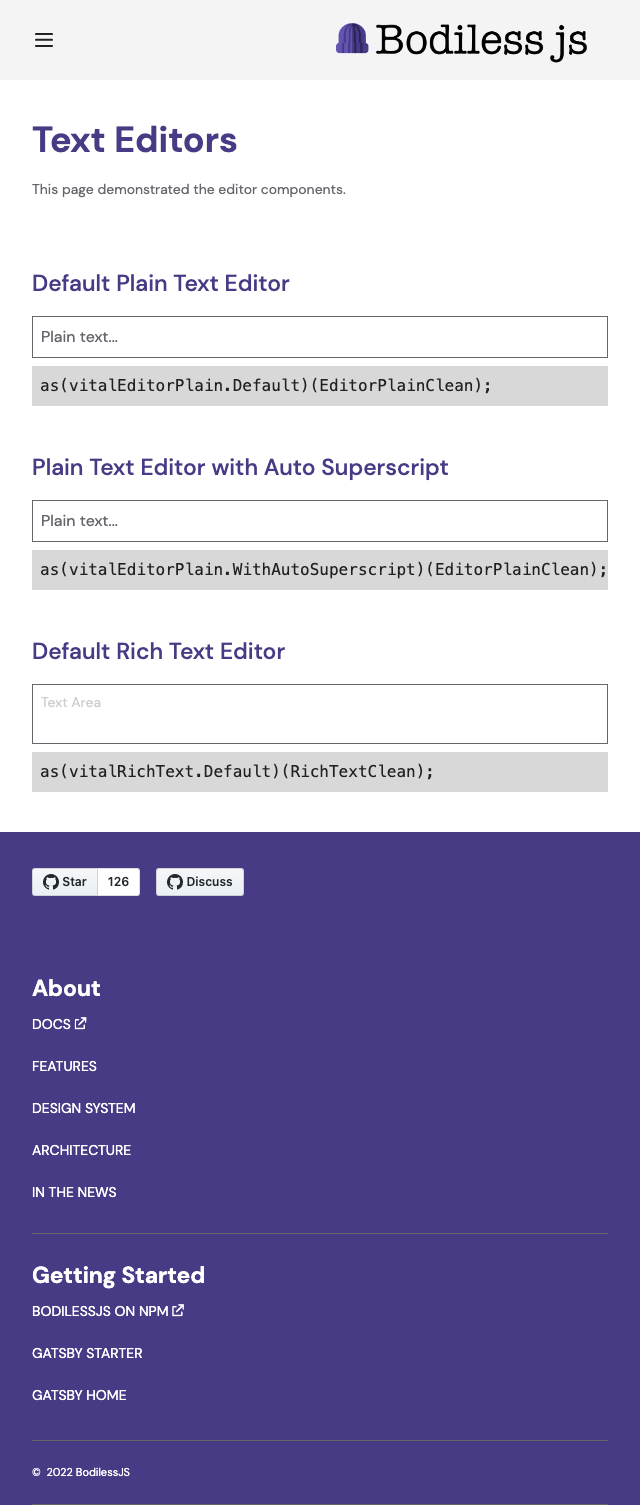 Bodiless js
Text Editors
This page demonstrated the editor components.
Default Plain Text Editor
Plain text...
as(vitalEditorPlain.Default)(EditorPlainClean);
Plain Text Editor with Auto Superscript
Plain text...
as(vitalEditorPlain.WithAutoSuperscript)(EditorPlainClean);
Default Rich Text Editor
Text Area
as(vitalRichText.Default)(RichTextClean);
Star 126 Discuss
About
DOCS
FEATURES
DESIGN SYSTEM
ARCHITECTURE
IN THE NEWS
Getting Started
BODILESSJS ON NPM
GATSBY STARTER
GATSBY HOME
© 2022 BodilessJS